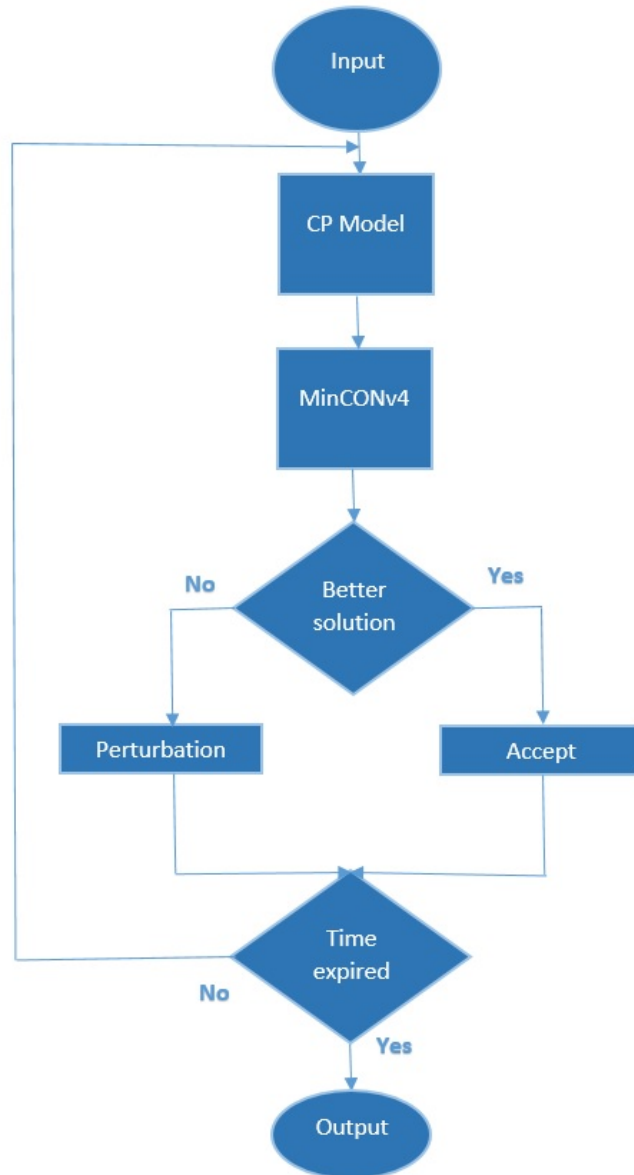 Input
CP Model
MinCONv4
No
Yes
Better
solution
Perturbation
Accept
Time
expired
No
Yes
Output